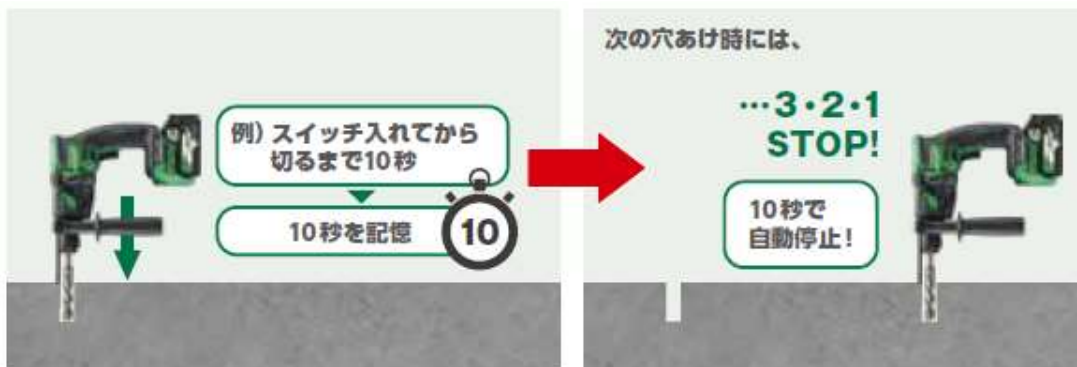 例）スイッチ入れてから
切るまで10秒
10秒を記憶
10
次の穴あけ時には、
…3・2・1
STOP!
10秒で
自動停止！